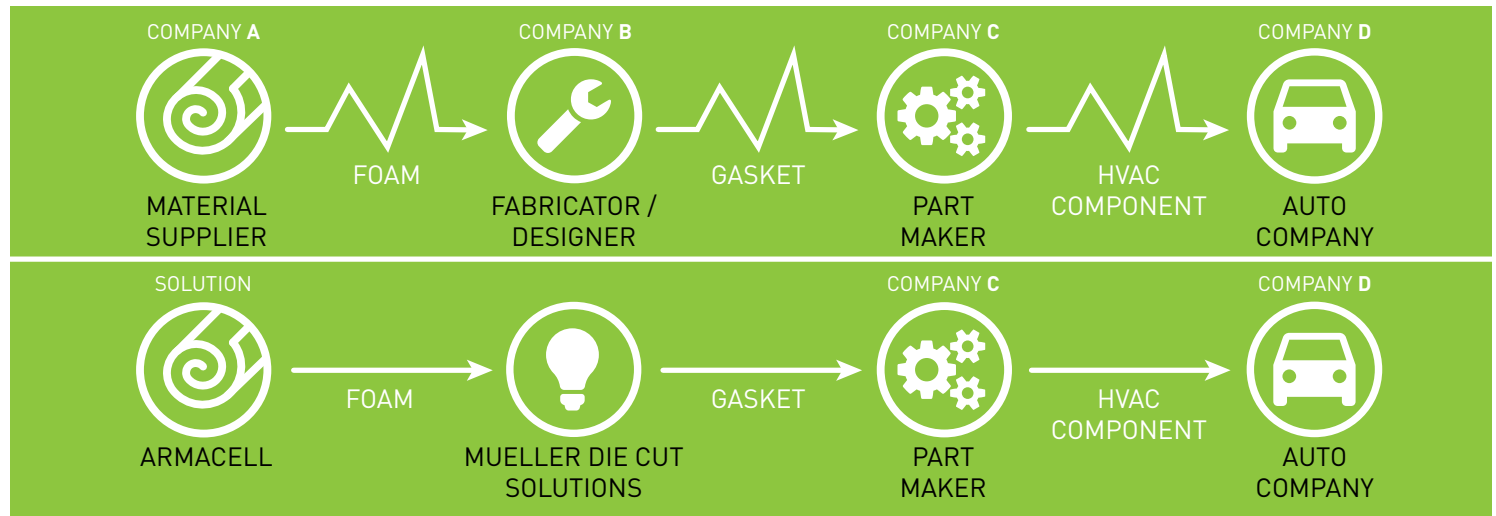 COMPANY A
COMPANY B
COMPANY C
COMPANY D
FOAM
GASKET
HVAC
COMPONENT
MATERIAL
SUPPLIER
FABRICATOR /
DESIGNER
PART
MAKER
AUTO
COMPANY
SOLUTION
COMPANY C
COMPANY D
FOAM
GASKET
HVAC
COMPONENT
ARMACELL
MUELLER DIE CUT
SOLUTIONS
PART
MAKER
AUTO
COMPANY